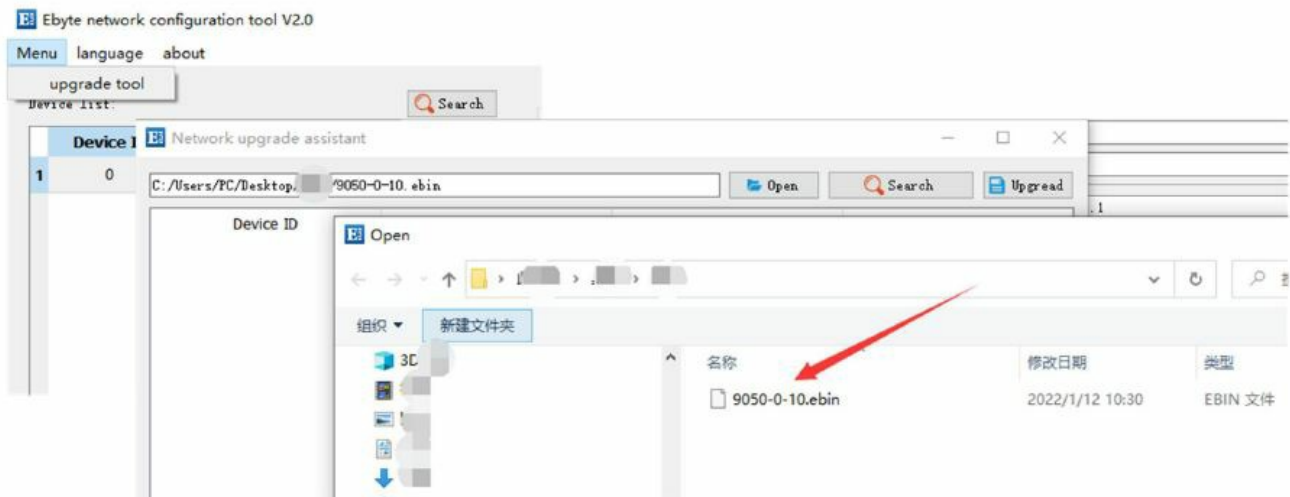 Ebyte network configuration tool V2.0
Menu language about
upgrade tool
Device list: Search
Device I
1 0
Network upgrade assistant
C:/Users/PC/Desktop/ /9050-0-10.ebin Open Search Upgread
.1
Device ID
Open
组织 新建文件夹
3D
名称 修改日期 类型
9050-0-10.ebin 2022/1/12 10:30 EBIN 文件